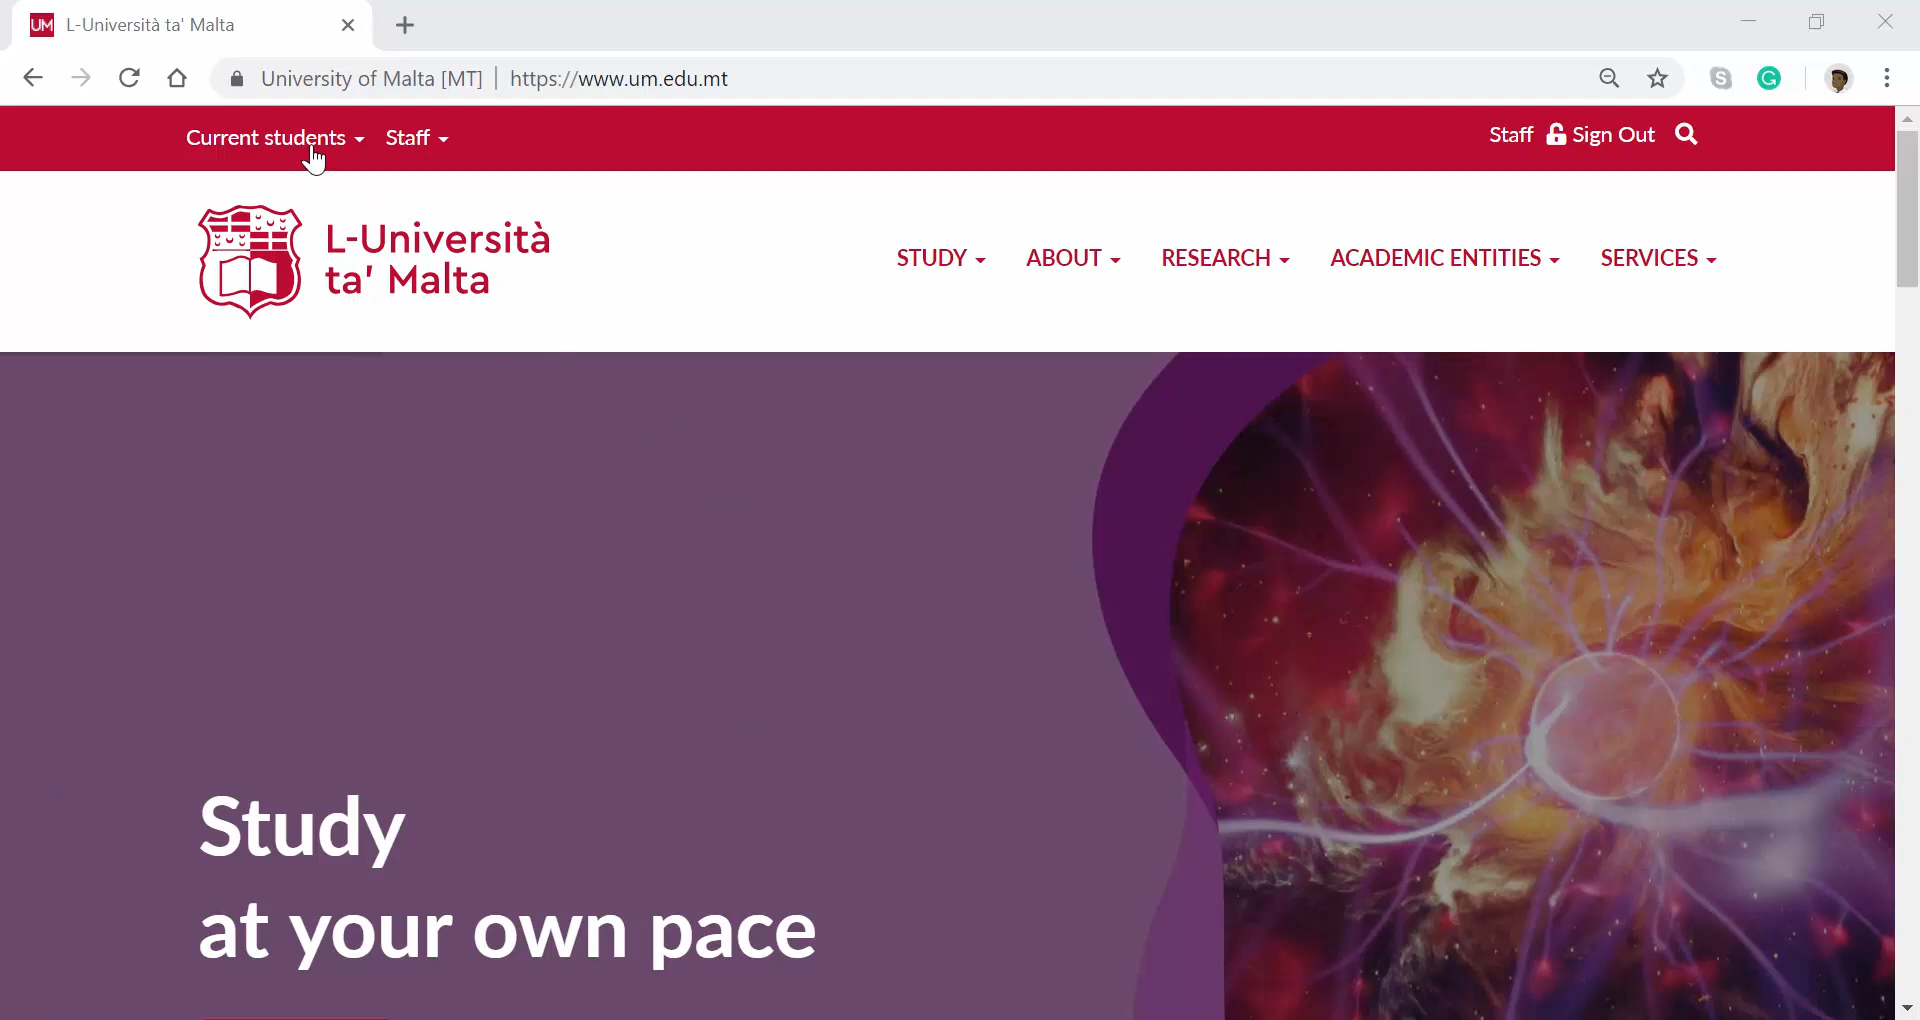 UM L-Università ta' Malta
University of Malta [MT] https://www.um.edu.mt
Current students Staff
Staff Sign Out
L-Università
ta' Malta
STUDY ABOUT RESEARCH ACADEMIC ENTITIES SERVICES
Study
at your own pace